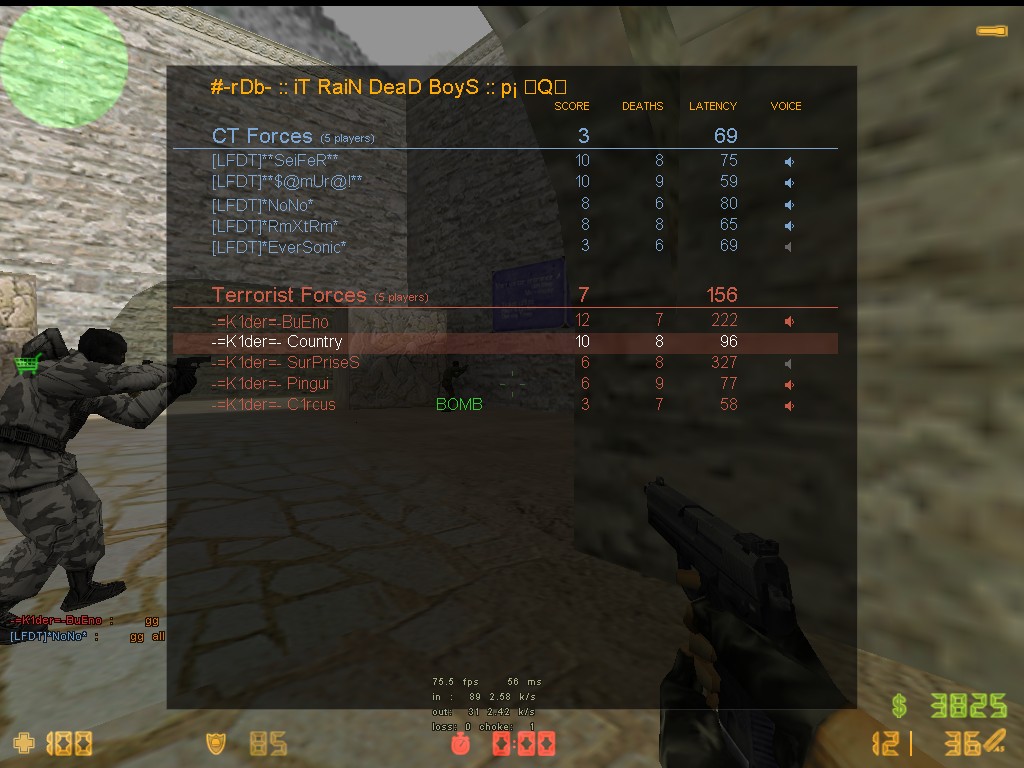 #-rDb- :: iT RaiN DeaD BoyS :: p¡ □Q□
SCORE DEATHS LATENCY VOICE
CT Forces (5 players) 3 69
[LFDT]**SeiFeR** 10 8 75
[LFDT]**$@mUr@!** 10 9 59
[LFDT]*NoNo* 8 6 80
[LFDT]*RmXtRm* 8 8 65
[LFDT]*EverSonic* 3 6 69
Terrorist Forces (5 players) 7 156
-=K1der=-BuEno 12 7 222
-=K1der=- Country 10 8 96
-=K1der=- SurPriseS 6 8 327
-=K1der=- Pingui 6 9 77
-=K1der=- C1rcus BOMB 3 7 58
-=K1der=-BuEno : gg
[LFDT]*NoNo* : gg all
75.5 fps 56 ms
in : 89 2.58 k/s
out: 31 2.42 k/s
loss: 0 choke: 1
$ 3825
100 85 0:00 12| 36